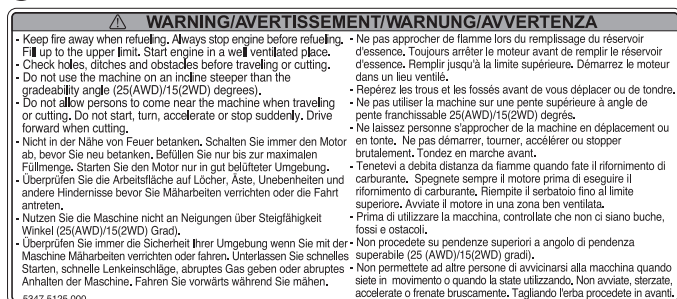 WARNING/AVERTISSEMENT/WARNUNG/AVVERTENZA
- Keep fire away when refueling. Always stop engine before refueling.
Fill up to the upper limit. Start engine in a well ventilated place.
- Check holes, ditches and obstacles before traveling or cutting.
- Do not use the machine on an incline steeper than the
gradeability angle (25(AWD)/15(2WD) degrees).
- Do not allow persons to come near the machine when traveling
or cutting. Do not start, turn, accelerate or stop suddenly. Drive
forward when cutting.
- Nicht in der Nähe von Feuer betanken. Schalten Sie immer den Motor
ab, bevor Sie neu betanken. Befüllen Sie nur bis zur maximalen
Füllmenge. Starten Sie den Motor nur in gut belüfteter Umgebung.
- Überprüfen Sie die Arbeitsfläche auf Löcher, Äste, Unebenheiten und
andere Hindernisse bevor Sie Mäharbeiten verrichten oder die Fahrt
antreten.
- Nutzen Sie die Maschine nicht an Neigungen über Steigfähigkeit
Winkel (25(AWD)/15(2WD) Grad).
- Überprüfen Sie immer die Sicherheit Ihrer Umgebung wenn Sie mit der
Maschine Mäharbeiten verrichten oder fahren. Unterlassen Sie schnelles
Starten, schnelle Lenkeinschläge, abruptes Gas geben oder abruptes
Anhalten der Maschine. Fahren Sie vorwärts während Sie mähen.
5347 5125 000
- Ne pas approcher de flamme lors du remplissage du réservoir
d'essence. Toujours arrêter le moteur avant de remplir le réservoir
d'essence. Remplir jusqu'à la limite supérieure. Démarrez le moteur
dans un lieu ventilé.
- Repérez les trous et les fossés avant de vous déplacer ou de tondre.
- Ne pas utiliser la machine sur une pente supérieure à angle de
pente franchissable 25(AWD)/15(2WD) degrés.
- Ne laissez personne s'approcher de la machine en déplacement ou
en tonte. Ne pas démarrer, tourner, accélérer ou stopper
brutalement. Tondez en marche avant.
- Tenetevi a debita distanza da fiamme quando fate il rifornimento di
carburante. Spegnete sempre il motore prima di eseguire il
rifornimento di carburante. Riempite il serbatoio fino al limite
superiore. Avviate il motore in una zona ben ventilata.
- Prima di utilizzare la macchina, controllate che non ci siano buche,
fossi e ostacoli.
- Non procedete su pendenze superiori a angolo di pendenza
superabile (25 (AWD)/15(2WD) gradi).
- Non permettete ad altre persone di avvicinarsi alla macchina quando
siete in movimento o quando la state utilizzando. Non avviate, sterzate,
accelerate o frenate bruscamente. Tagliando l'erba procedete in avanti.